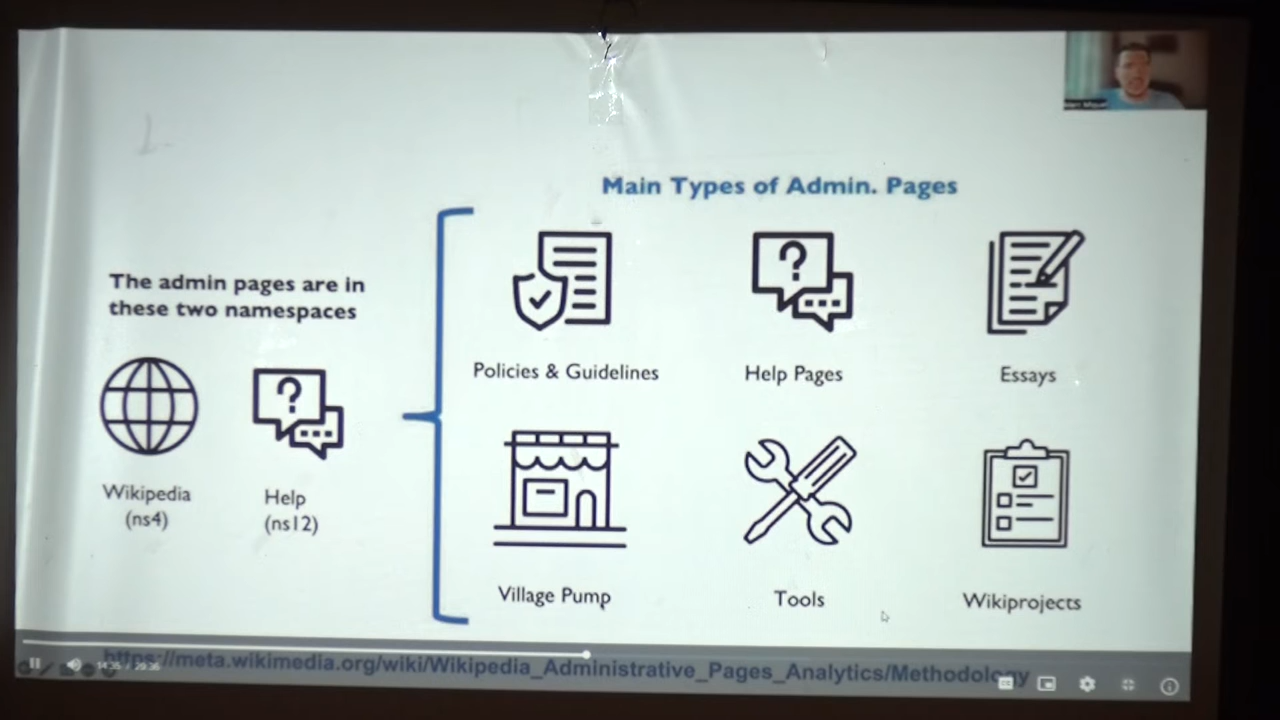 Main Types of Admin. Pages
The admin pages are in
these two namespaces
Wikipedia
(ns4)
Help
(ns12)
Policies & Guidelines
Help Pages
Essays
Village Pump
Tools
Wikiprojects
https://meta.wikimedia.org/wiki/Wikipedia_Administrative_Pages_Analytics/Methodology